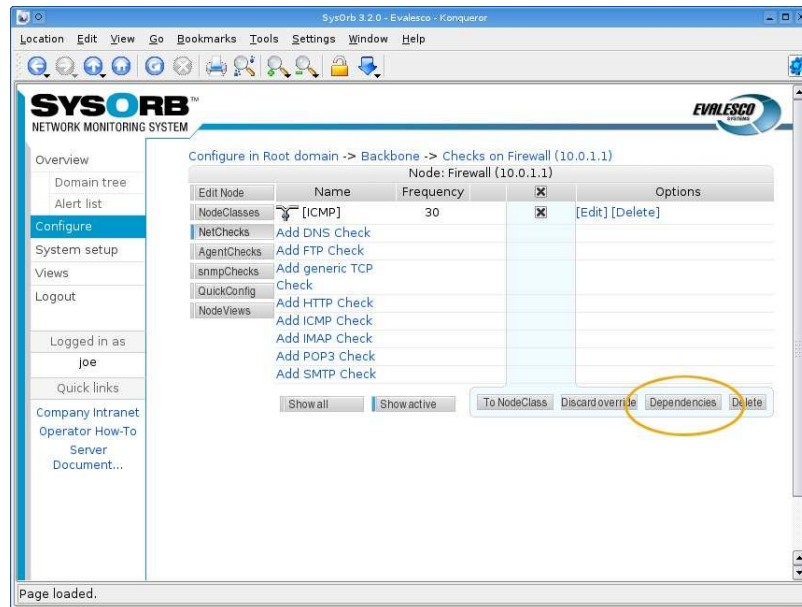 SysOrb 3.2.0 - Evalesco - Konqueror
Location Edit View Go Bookmarks Tools Settings Window Help
SYSORB™
NETWORK MONITORING SYSTEM
EVALESCO
SYSTEMS
Overview
Domain tree
Alert list
Configure
System setup
Views
Logout
Logged in as
joe
Quick links
Company Intranet
Operator How-To
Server
Document...
Configure in Root domain -> Backbone -> Checks on Firewall (10.0.1.1)
Node: Firewall (10.0.1.1)
Edit Node
NodeClasses
NetChecks
AgentChecks
snmpChecks
QuickConfig
NodeViews
Name Frequency Options
[ICMP] 30 [Edit] [Delete]
Add DNS Check
Add FTP Check
Add generic TCP
Check
Add HTTP Check
Add ICMP Check
Add IMAP Check
Add POP3 Check
Add SMTP Check
Show all Show active To NodeClass Discard override Dependencies Delete
Page loaded.